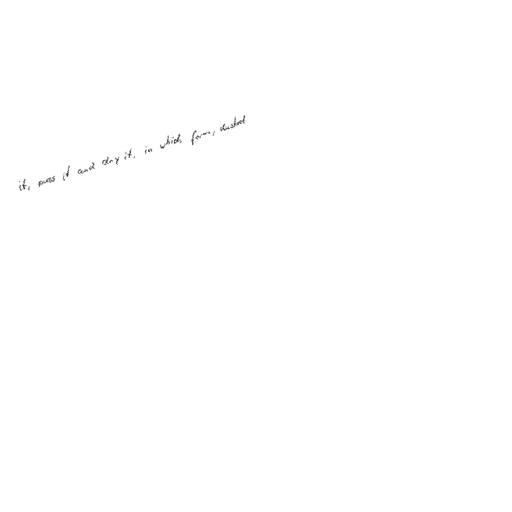 it, press it and dry it. in which form, dusted